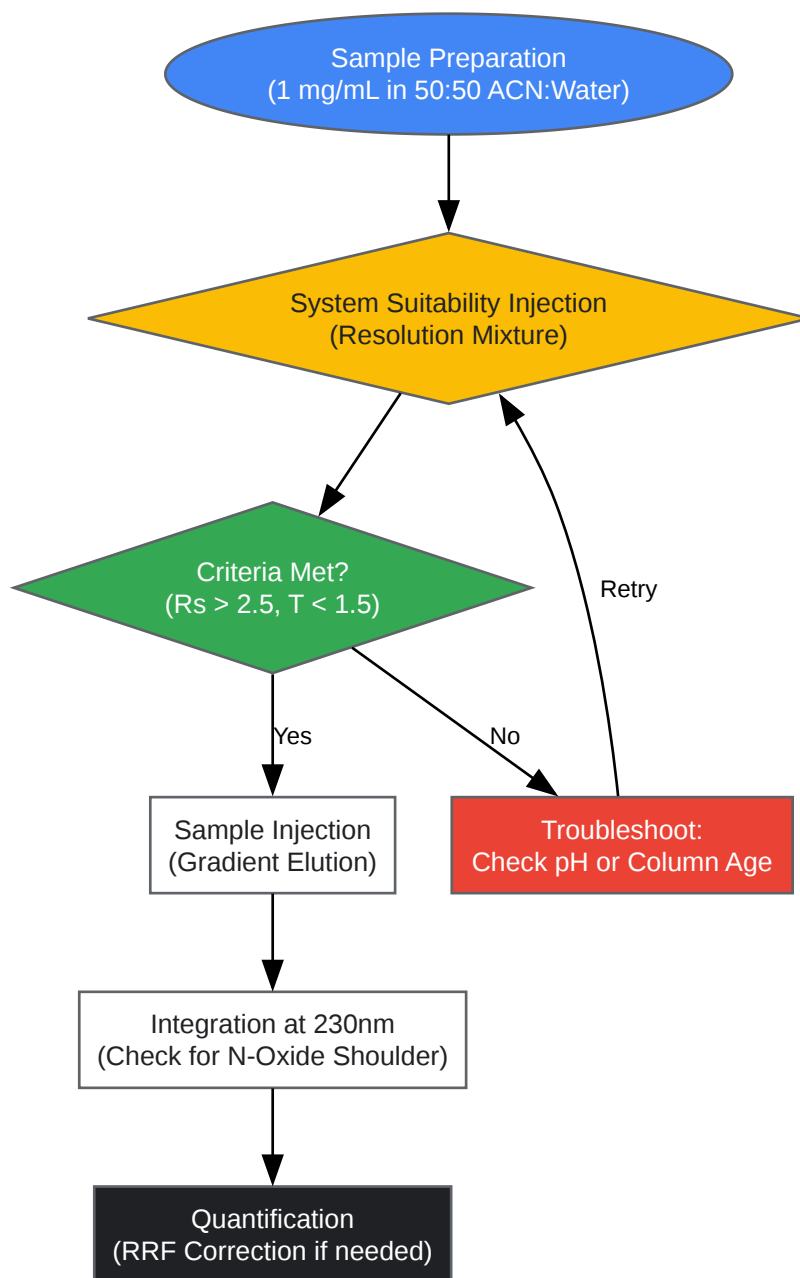 Sample Preparation
(1 mg/mL in 50:50 ACN:Water)
System Suitability Injection
(Resolution Mixture)
Criteria Met?
(Rs > 2.5, T < 1.5)
Retry
Yes
No
Sample Injection
(Gradient Elution)
Troubleshoot:
Check pH or Column Age
Integration at 230nm
(Check for N-Oxide Shoulder)
Quantification
(RRF Correction if needed)